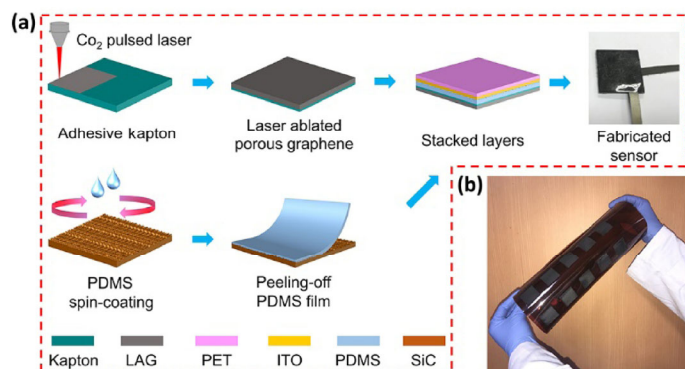 (a)
Co₂ pulsed laser
Adhesive kapton
Laser ablated
porous graphene
Stacked layers
Fabricated
sensor
PDMS
spin-coating
Peeling-off
PDMS film
(b)
Kapton LAG PET ITO PDMS SiC